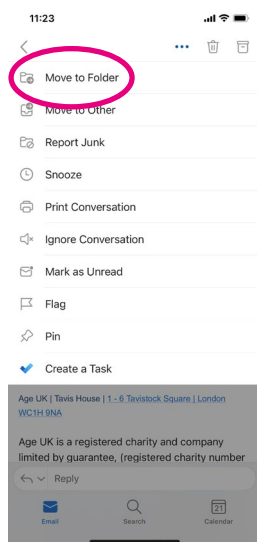 11:23
Move to Folder
Move to Other
Report Junk
Snooze
Print Conversation
Ignore Conversation
Mark as Unread
Flag
Pin
Create a Task
Age UK | Tavis House | 1 - 6 Tavistock Square | London
WC1H 9NA
Age UK is a registered charity and company
limited by guarantee, (registered charity number
Reply
21
Email Search Calendar